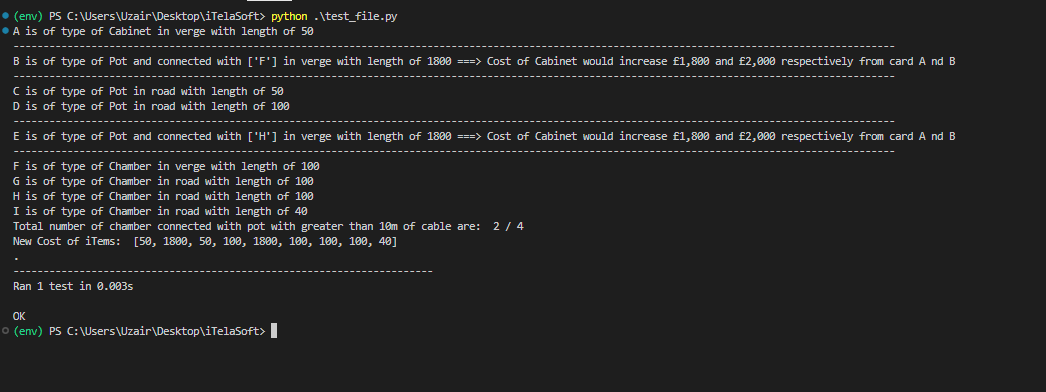 (env) PS C:\Users\Uzair\Desktop\iTelaSoft> python .\test_file.py
A is of type of Cabinet in verge with length of 50
---------------------------------------------------------------------------------------------------------------------------------------------------
B is of type of Pot and connected with ['F'] in verge with length of 1800 ===> Cost of Cabinet would increase £1,800 and £2,000 respectively from card A nd B
---------------------------------------------------------------------------------------------------------------------------------------------------
C is of type of Pot in road with length of 50
D is of type of Pot in road with length of 100
---------------------------------------------------------------------------------------------------------------------------------------------------
E is of type of Pot and connected with ['H'] in verge with length of 1800 ===> Cost of Cabinet would increase £1,800 and £2,000 respectively from card A nd B
---------------------------------------------------------------------------------------------------------------------------------------------------
F is of type of Chamber in verge with length of 100
G is of type of Chamber in road with length of 100
H is of type of Chamber in road with length of 100
I is of type of Chamber in road with length of 40
Total number of chamber connected with pot with greater than 10m of cable are:  2 / 4
New Cost of iTems:  [50, 1800, 50, 100, 1800, 100, 100, 100, 40]
.
----------------------------------------------------------------------
Ran 1 test in 0.003s
OK
(env) PS C:\Users\Uzair\Desktop\iTelaSoft>